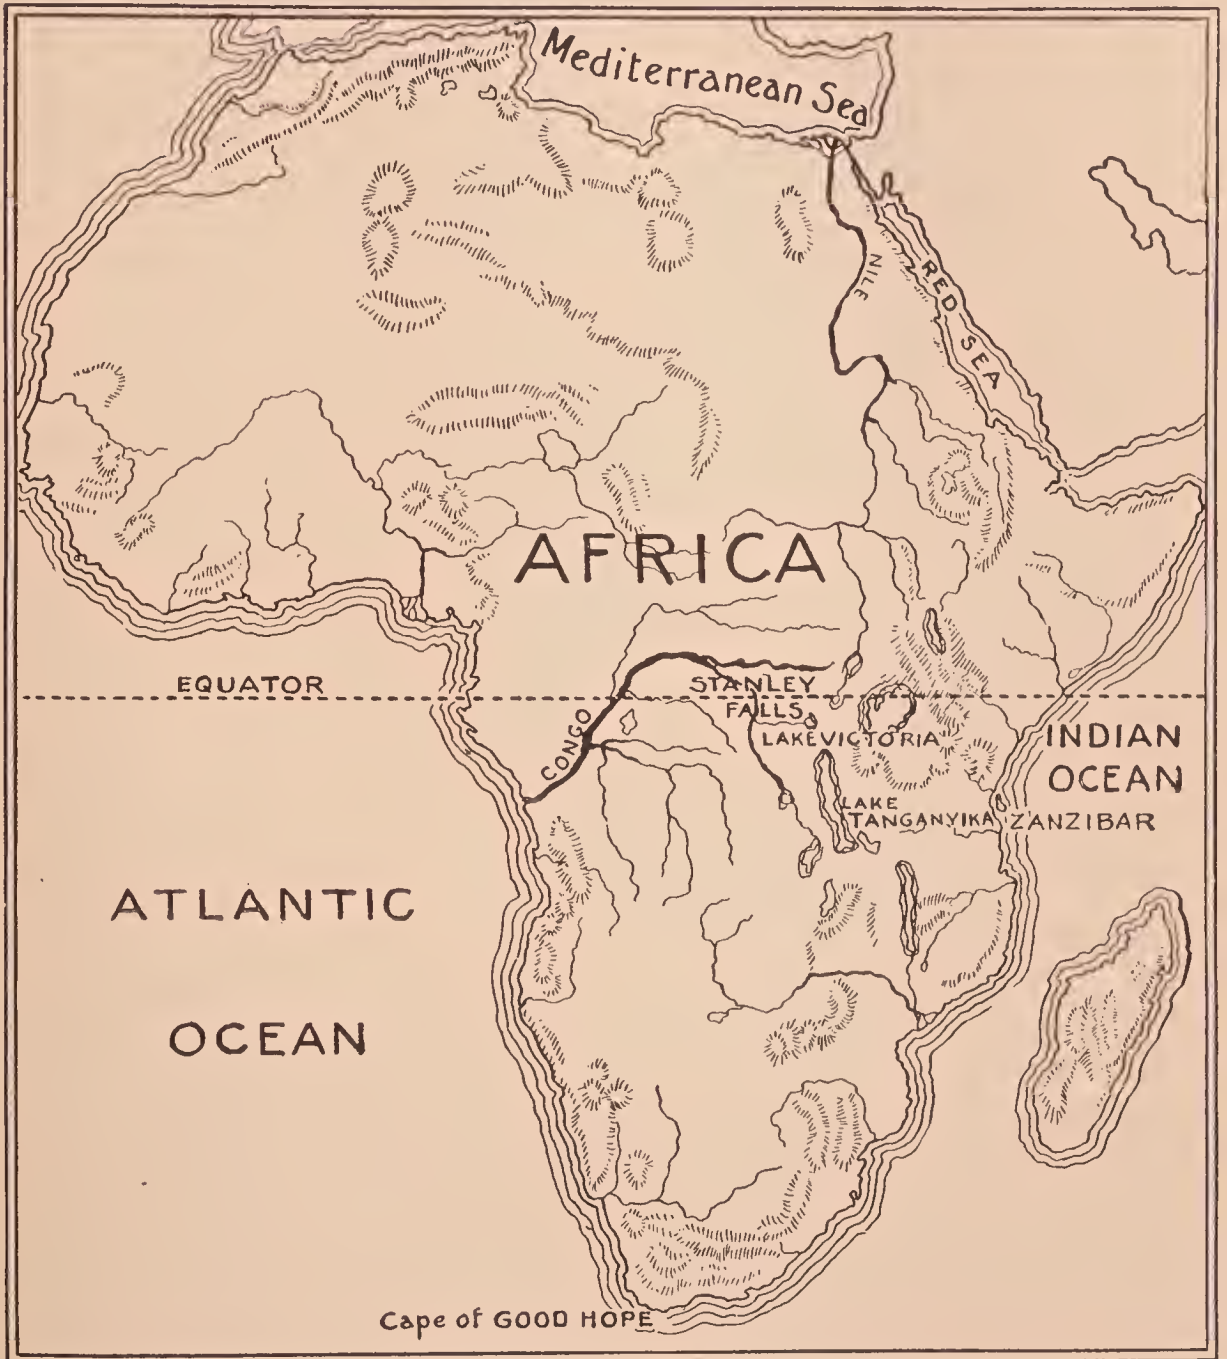 Mediterranean Sea
NILE
RED SEA
AFRICA
EQUATOR
STANLEY
FALLS
CONGO
LAKE VICTORIA
INDIAN
OCEAN
LAKE
TANGANYIKA
ZANZIBAR
ATLANTIC
OCEAN
Cape of GOOD HOPE